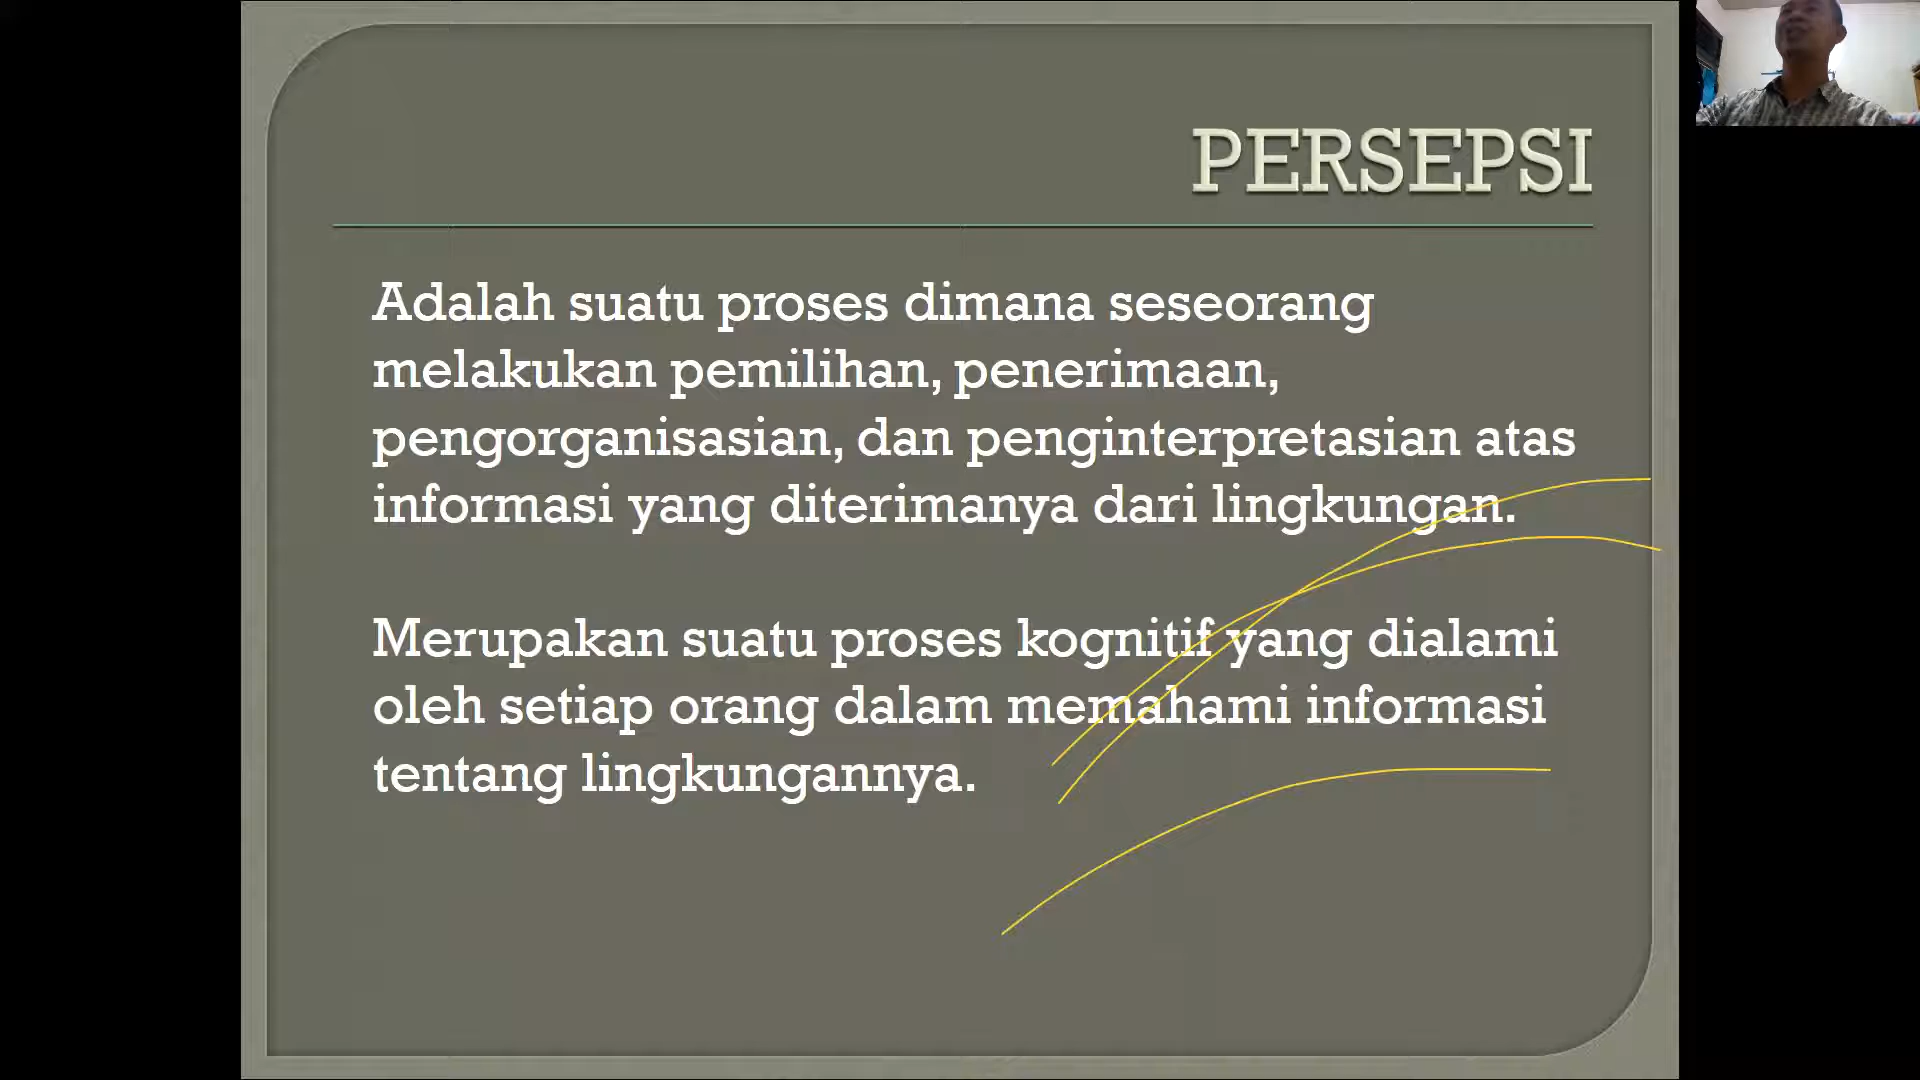 PERSEPSI
Adalah suatu proses dimana seseorang
melakukan pemilihan, penerimaan,
pengorganisasian, dan penginterpretasian atas
informasi yang diterimanya dari lingkungan.
Merupakan suatu proses kognitif yang dialami
oleh setiap orang dalam memahami informasi
tentang lingkungannya.